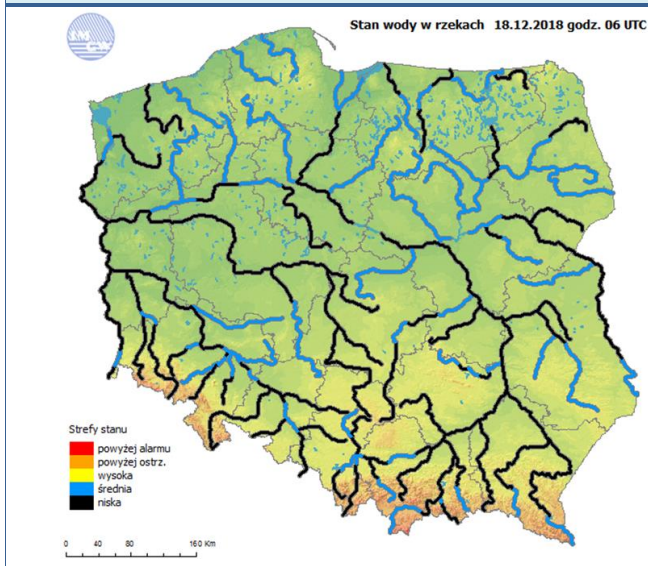 Stan wody w rzekach 18.12.2018 godz. 06 UTC
Strefy stanu
powyżej alarmu
powyżej ostrz.
wysoka
średnia
niska
0 40 80 160 Km